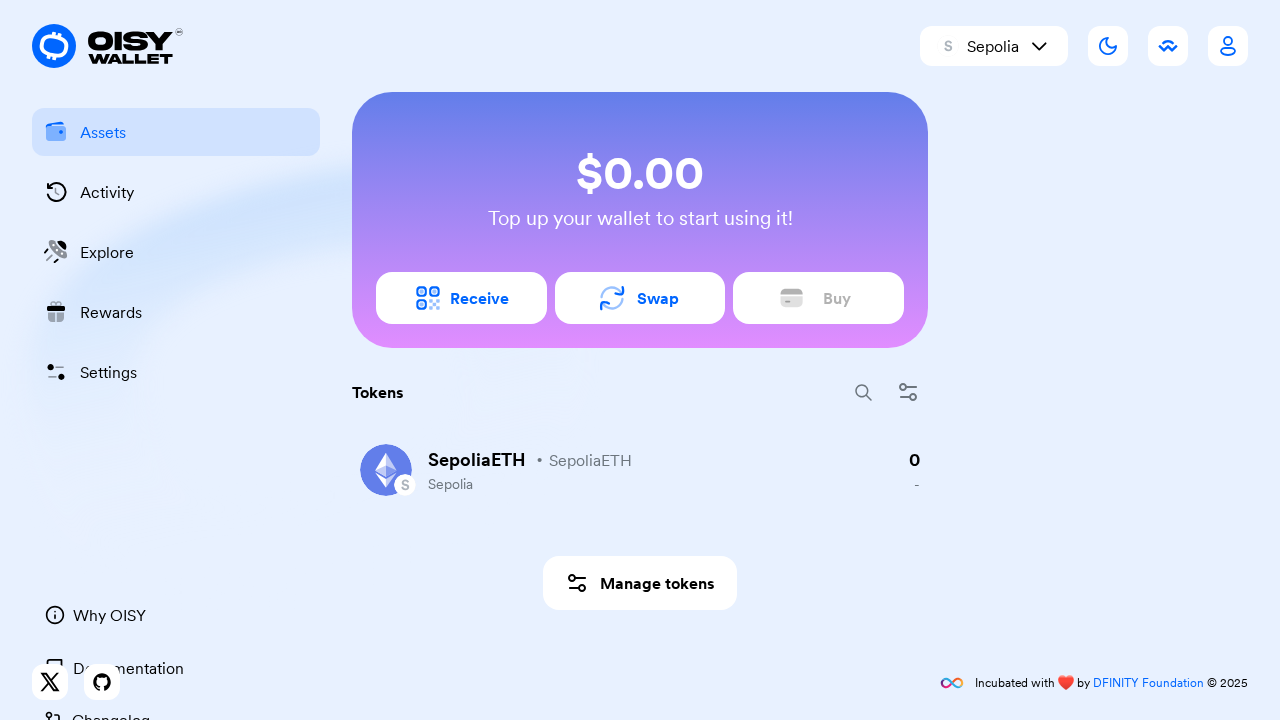 OISY
WALLET
S Sepolia
Assets
Activity
Explore
Rewards
Settings
$0.00
Top up your wallet to start using it!
Receive
Swap
Buy
Tokens
SepoliaETH • SepoliaETH
0
S
Sepolia
-
Manage tokens
Why OISY
Documentation
Changelog
Incubated with ❤️ by DFINITY Foundation © 2025